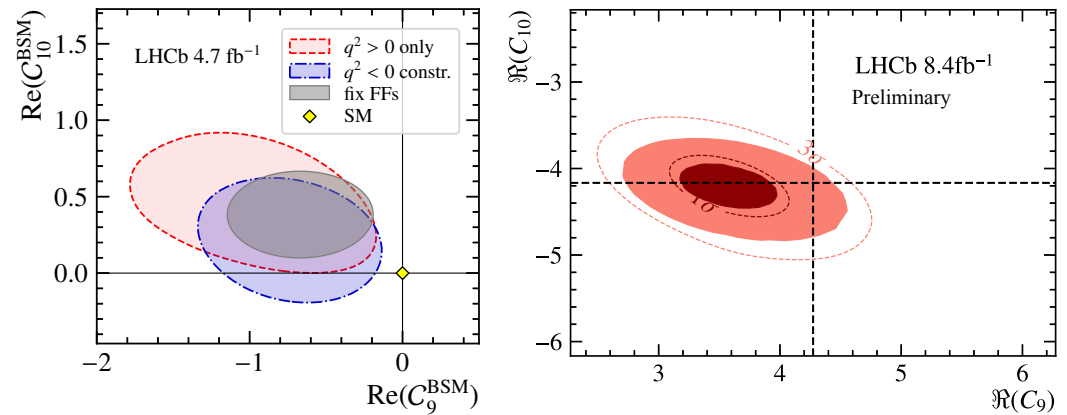 Re(𝒞₁₀^BSM)
1.5
1.0
0.5
0.0
−2
−1
0
Re(𝒞₉^BSM)
LHCb 4.7 fb⁻¹
q² > 0 only
q² < 0 constr.
fix FFs
SM
ℜ(C₁₀)
−3
−4
−5
−6
3
4
5
6
ℜ(C₉)
LHCb 8.4fb⁻¹
Preliminary
3σ
1σ